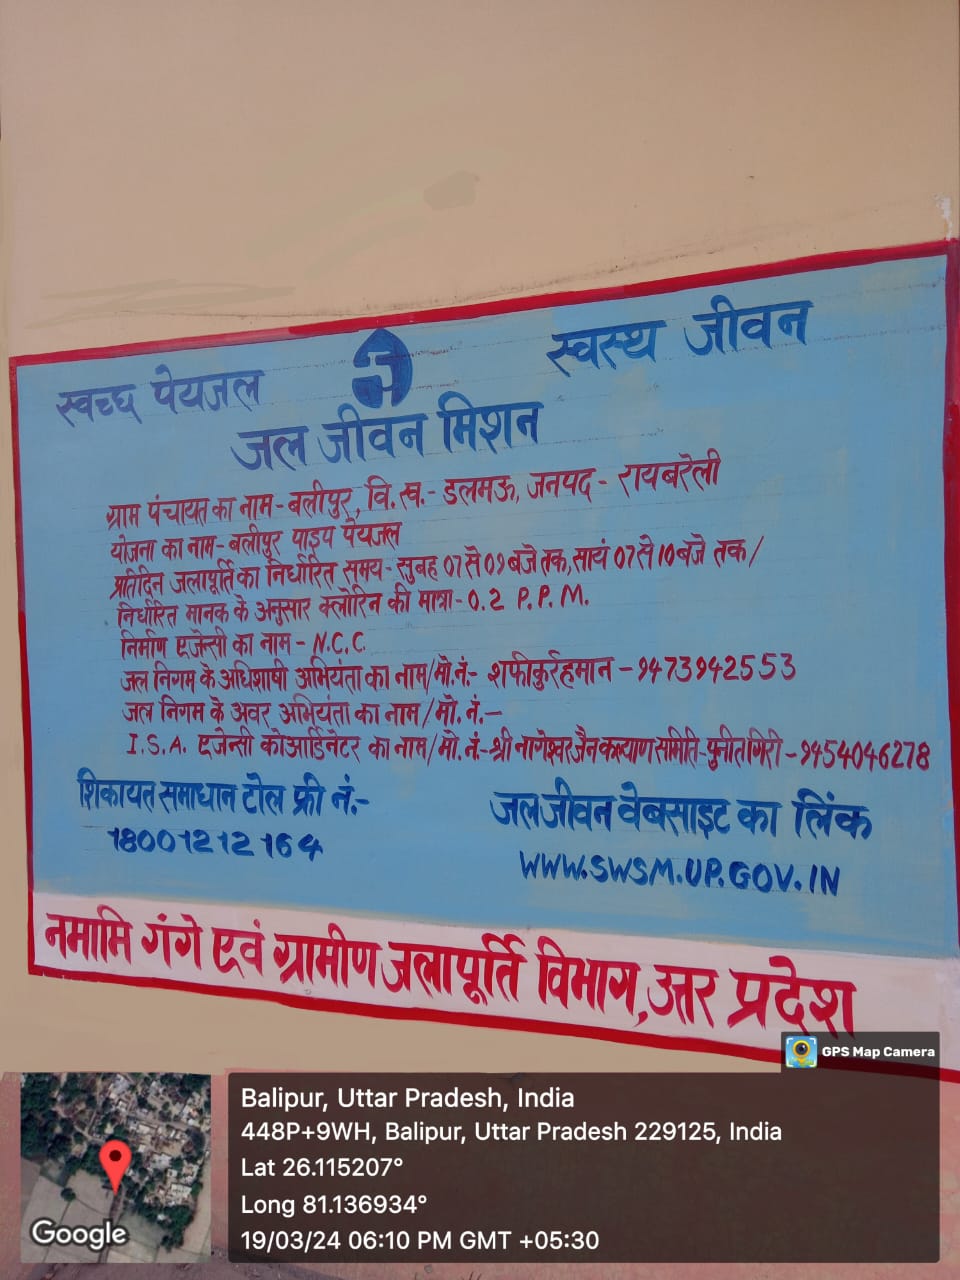 स्वच्छ पेयजल
स्वस्थ जीवन
जल जीवन मिशन
ग्राम पंचायत का नाम - बलीपुर, वि. ख.- डलमऊ, जनपद - रायबरेली
योजना का नाम - बलीपुर पाइप पेयजल
प्रतिदिन जलापूर्ति का निर्धारित समय - सुबह 07 से 09 बजे तक, सायं 07 से 10 बजे तक /
निर्धारित मानक के अनुसार क्लोरिन की मात्रा - 0.2 P.P.M.
निर्माण एजेन्सी का नाम - N.C.C.
जल निगम के अधिशाषी अभियंता का नाम/मो.नं.- शफीकुर्रहमान - 9473942553
जल निगम के अवर अभियंता का नाम/मो.नं.-
I.S.A. एजेन्सी कोआर्डिनेटर का नाम/मो.नं.- श्री नागेश्वर जैन कल्याण समिति - पुनीत गिरी - 9454046278
शिकायत समाधान टोल फ्री नं.-
18001212164
जल जीवन वेबसाइट का लिंक
WWW.SWSM.UP.GOV.IN
नमामि गंगे एवं ग्रामीण जलापूर्ति विभाग, उत्तर प्रदेश
GPS Map Camera
Google
Balipur, Uttar Pradesh, India
448P+9WH, Balipur, Uttar Pradesh 229125, India
Lat 26.115207°
Long 81.136934°
19/03/24 06:10 PM GMT +05:30